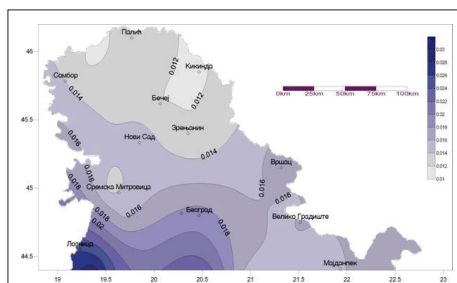 Палић
Кикинда
Сомбор
Бечеј
Зрењанин
Нови Сад
Вршац
Сремска Митровица
Београд
Велико Градиште
Лозница
Мајданпек
0.012
0.012
0.014
0.014
0.016
0.016
0.018
0.016
0.016
0.018
0.018
0.02
0km 25km 50km 75km 100km
0.03
0.028
0.026
0.024
0.022
0.02
0.018
0.016
0.014
0.012
0.01
46
45.5
45
44.5
19 19.5 20 20.5 21 21.5 22 22.5 23